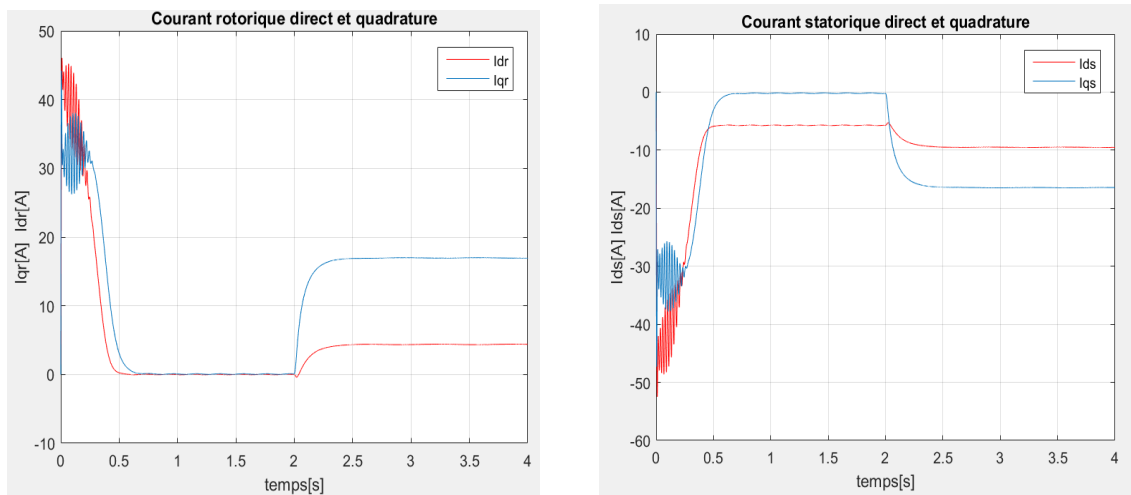 Courant rotorique direct et quadrature
50
40
30
20
10
0
-10
Iqr[A] Idr[A]
Idr
Iqr
0 0.5 1 1.5 2 2.5 3 3.5 4
temps[s]
Courant statorique direct et quadrature
10
0
-10
-20
-30
-40
-50
-60
Ids[A] Ids[A]
Ids
Iqs
0 0.5 1 1.5 2 2.5 3 3.5 4
temps[s]